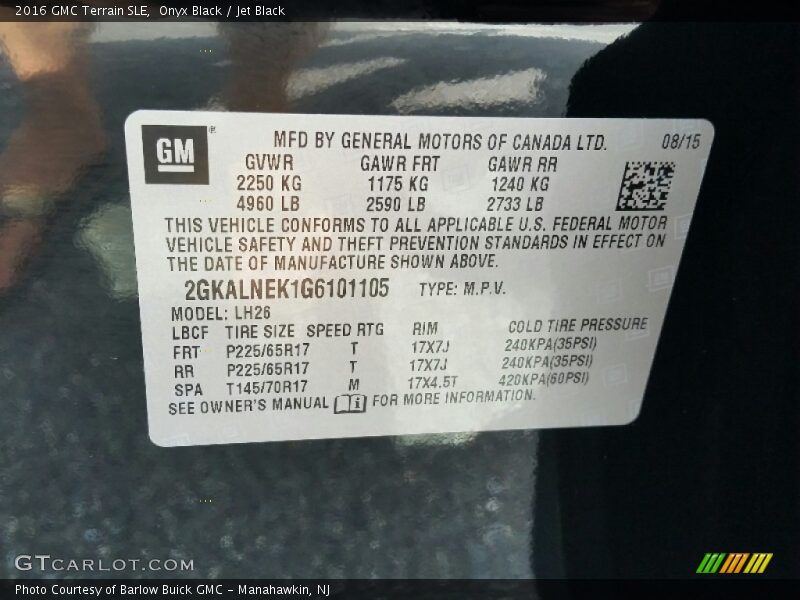 2016 GMC Terrain SLE, Onyx Black / Jet Black
GM®
MFD BY GENERAL MOTORS OF CANADA LTD. 08/15
GVWR GAWR FRT GAWR RR
2250 KG 1175 KG 1240 KG
4960 LB 2590 LB 2733 LB
THIS VEHICLE CONFORMS TO ALL APPLICABLE U.S. FEDERAL MOTOR
VEHICLE SAFETY AND THEFT PREVENTION STANDARDS IN EFFECT ON
THE DATE OF MANUFACTURE SHOWN ABOVE.
2GKALNEK1G6101105 TYPE: M.P.V.
MODEL: LH26
LBCF TIRE SIZE SPEED RTG RIM COLD TIRE PRESSURE
FRT P225/65R17 T 17X7J 240KPA(35PSI)
RR P225/65R17 T 17X7J 240KPA(35PSI)
SPA T145/70R17 M 17X4.5T 420KPA(60PSI)
SEE OWNER'S MANUAL FOR MORE INFORMATION.
GTCARLOT.COM
Photo Courtesy of Barlow Buick GMC - Manahawkin, NJ